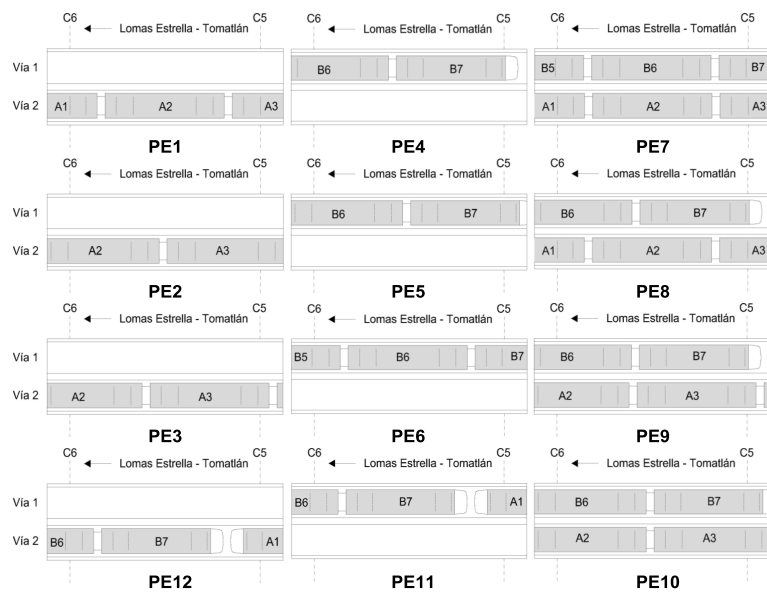 C6 C5 C6 C5 C6 C5
Lomas Estrella - Tomatlán Lomas Estrella - Tomatlán Lomas Estrella - Tomatlán
Vía 1 B6 B7 B5 B6 B7
Vía 2 A1 A2 A3 A1 A2 A3
PE1 PE4 PE7
C6 C5 C6 C5 C6 C5
Lomas Estrella - Tomatlán Lomas Estrella - Tomatlán Lomas Estrella - Tomatlán
Vía 1 B6 B7 B6 B7
Vía 2 A2 A3 A1 A2 A3
PE2 PE5 PE8
C6 C5 C6 C5 C6 C5
Lomas Estrella - Tomatlán Lomas Estrella - Tomatlán Lomas Estrella - Tomatlán
Vía 1 B5 B6 B7 B6 B7
Vía 2 A2 A3 A2 A3
PE3 PE6 PE9
C6 C5 C6 C5 C6 C5
Lomas Estrella - Tomatlán Lomas Estrella - Tomatlán Lomas Estrella - Tomatlán
Vía 1 B6 B7 A1 B6 B7
Vía 2 B6 B7 A1 A2 A3
PE12 PE11 PE10